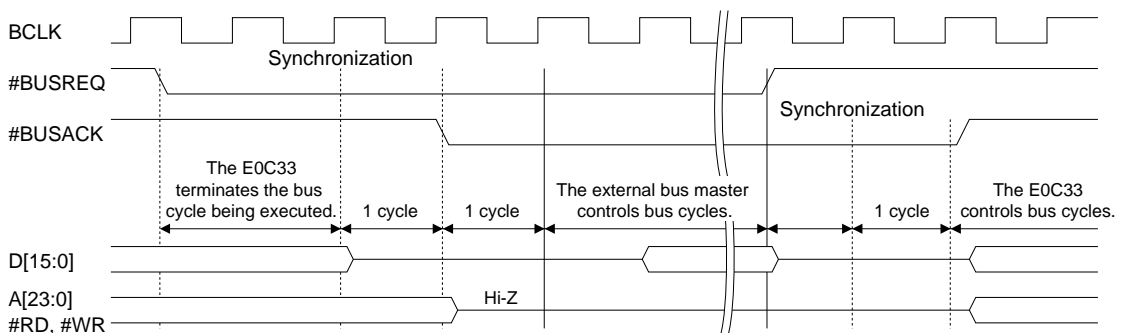 BCLK
Synchronization
#BUSREQ
Synchronization
#BUSACK
The E0C33
terminates the bus
cycle being executed.
1 cycle
1 cycle
The external bus master
controls bus cycles.
1 cycle
The E0C33
controls bus cycles.
D[15:0]
A[23:0]
Hi-Z
#RD, #WR